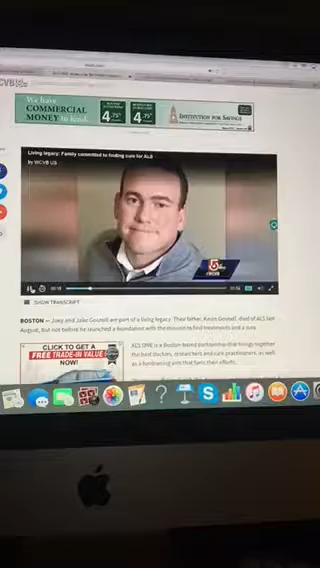 We have
COMMERCIAL
MONEY to lend.
4.75
4.75
INSTITUTION FOR SAVINGS
Living legacy: Family committed to finding cure for ALS
by WCVB US
5
WCVB
SHOW TRANSCRIPT
BOSTON — Joey and Jake Gosnell are part of a living legacy. Their father, Kevin Gosnell, died of ALS last
August, but not before he launched a foundation with the mission to find treatments and a cure.
CLICK TO GET A
FREE TRADE-IN VALUE
NOW!
ALS ONE is a Boston-based partnership that brings together
the best doctors, researchers and care practitioners, as well
as a fundraising arm that fuels their efforts.